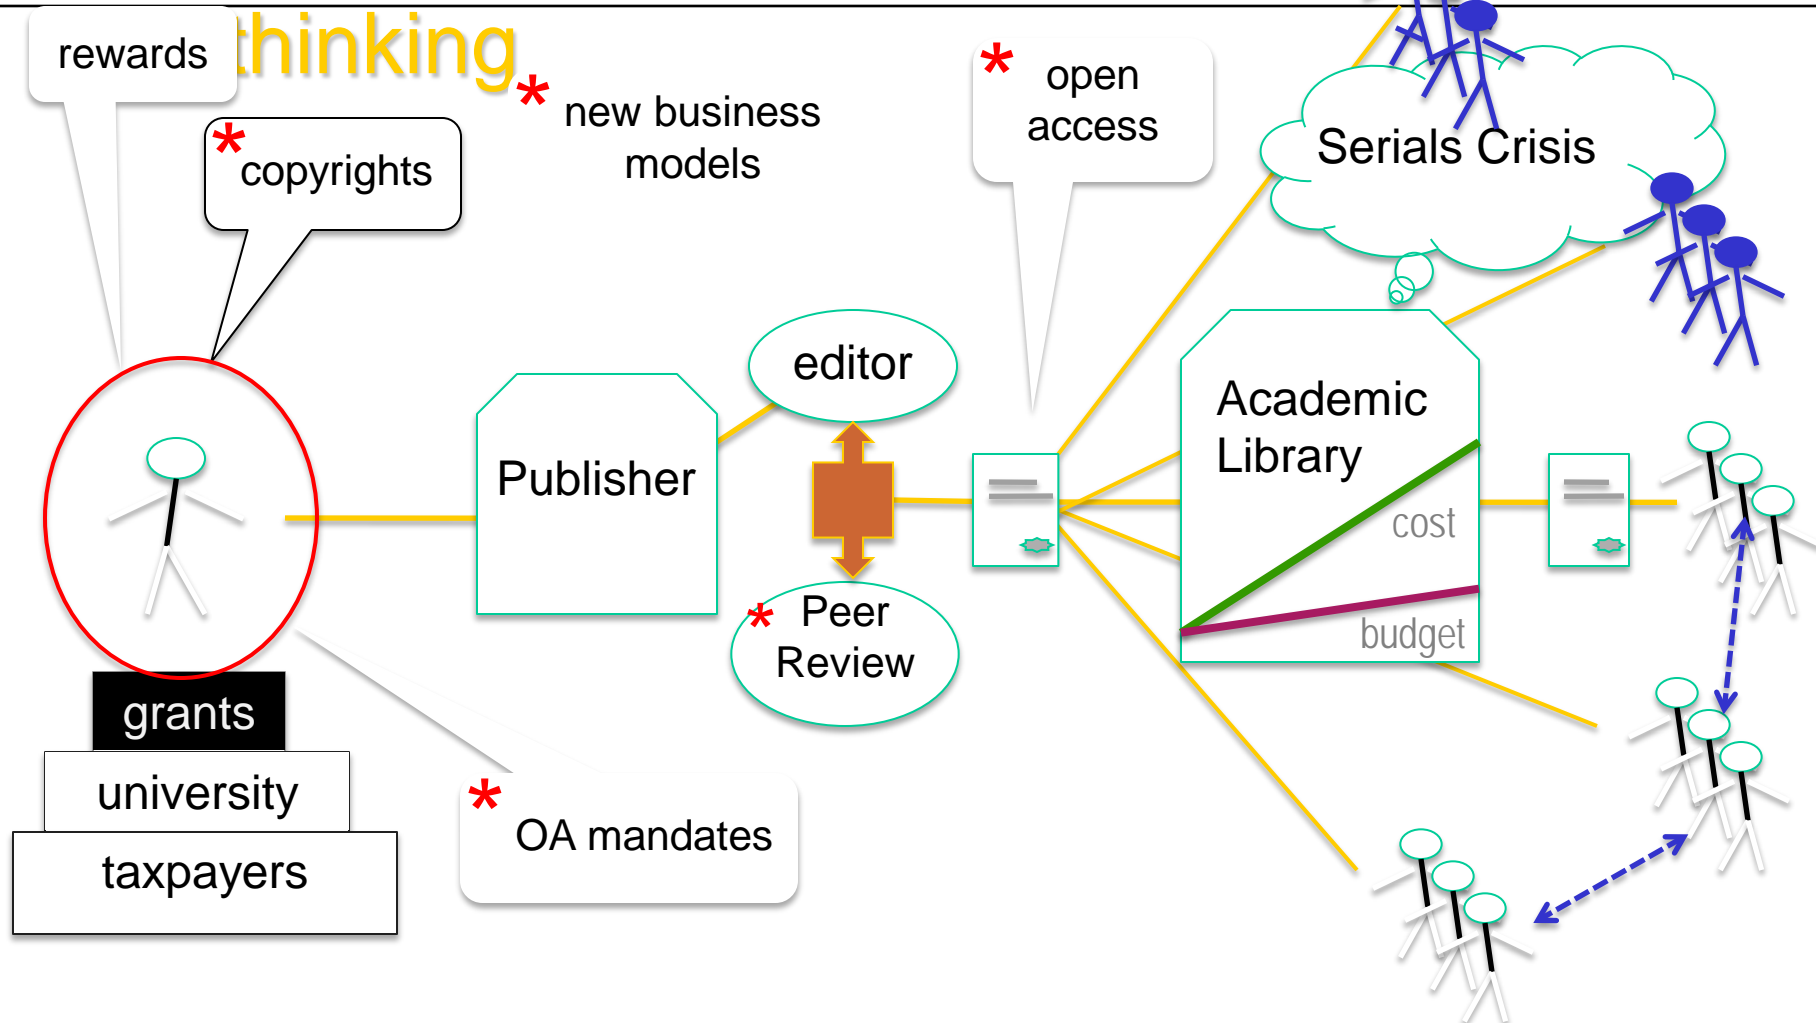 rewards
thinking
*
new business
models
*
open
access
*
copyrights
Serials Crisis
editor
Academic
Library
Publisher
cost
budget
*
Peer
Review
grants
university
taxpayers
*
OA mandates